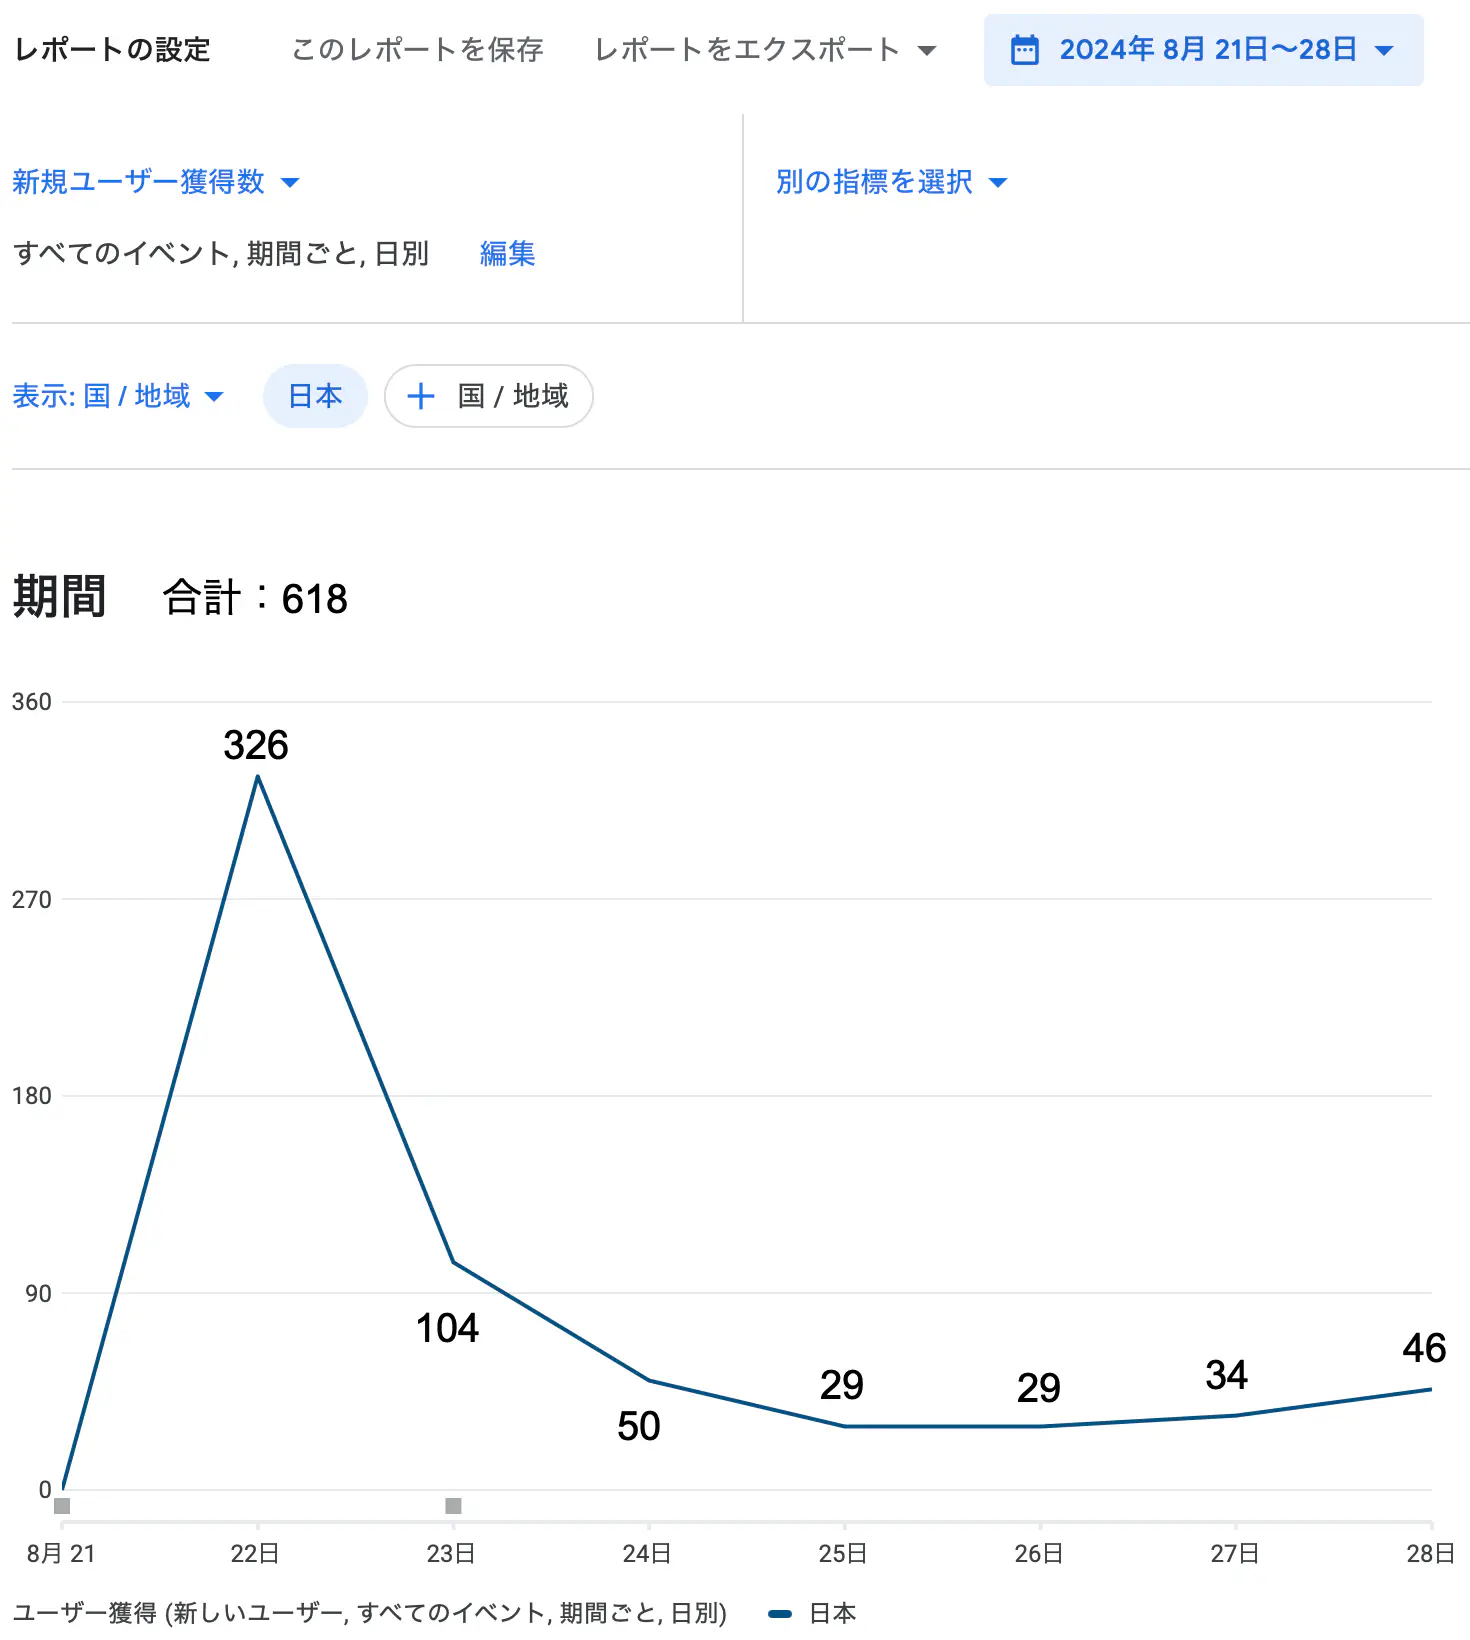 レポートの設定 このレポートを保存 レポートをエクスポート 2024年 8月 21日〜28日
新規ユーザー獲得数 別の指標を選択
すべてのイベント, 期間ごと, 日別 編集
表示: 国 / 地域 日本 + 国 / 地域
期間 合計：618
360
326
270
180
90
104
29
29
34
46
50
0
8月 21 22日 23日 24日 25日 26日 27日 28日
ユーザー獲得 (新しいユーザー, すべてのイベント, 期間ごと, 日別) 日本